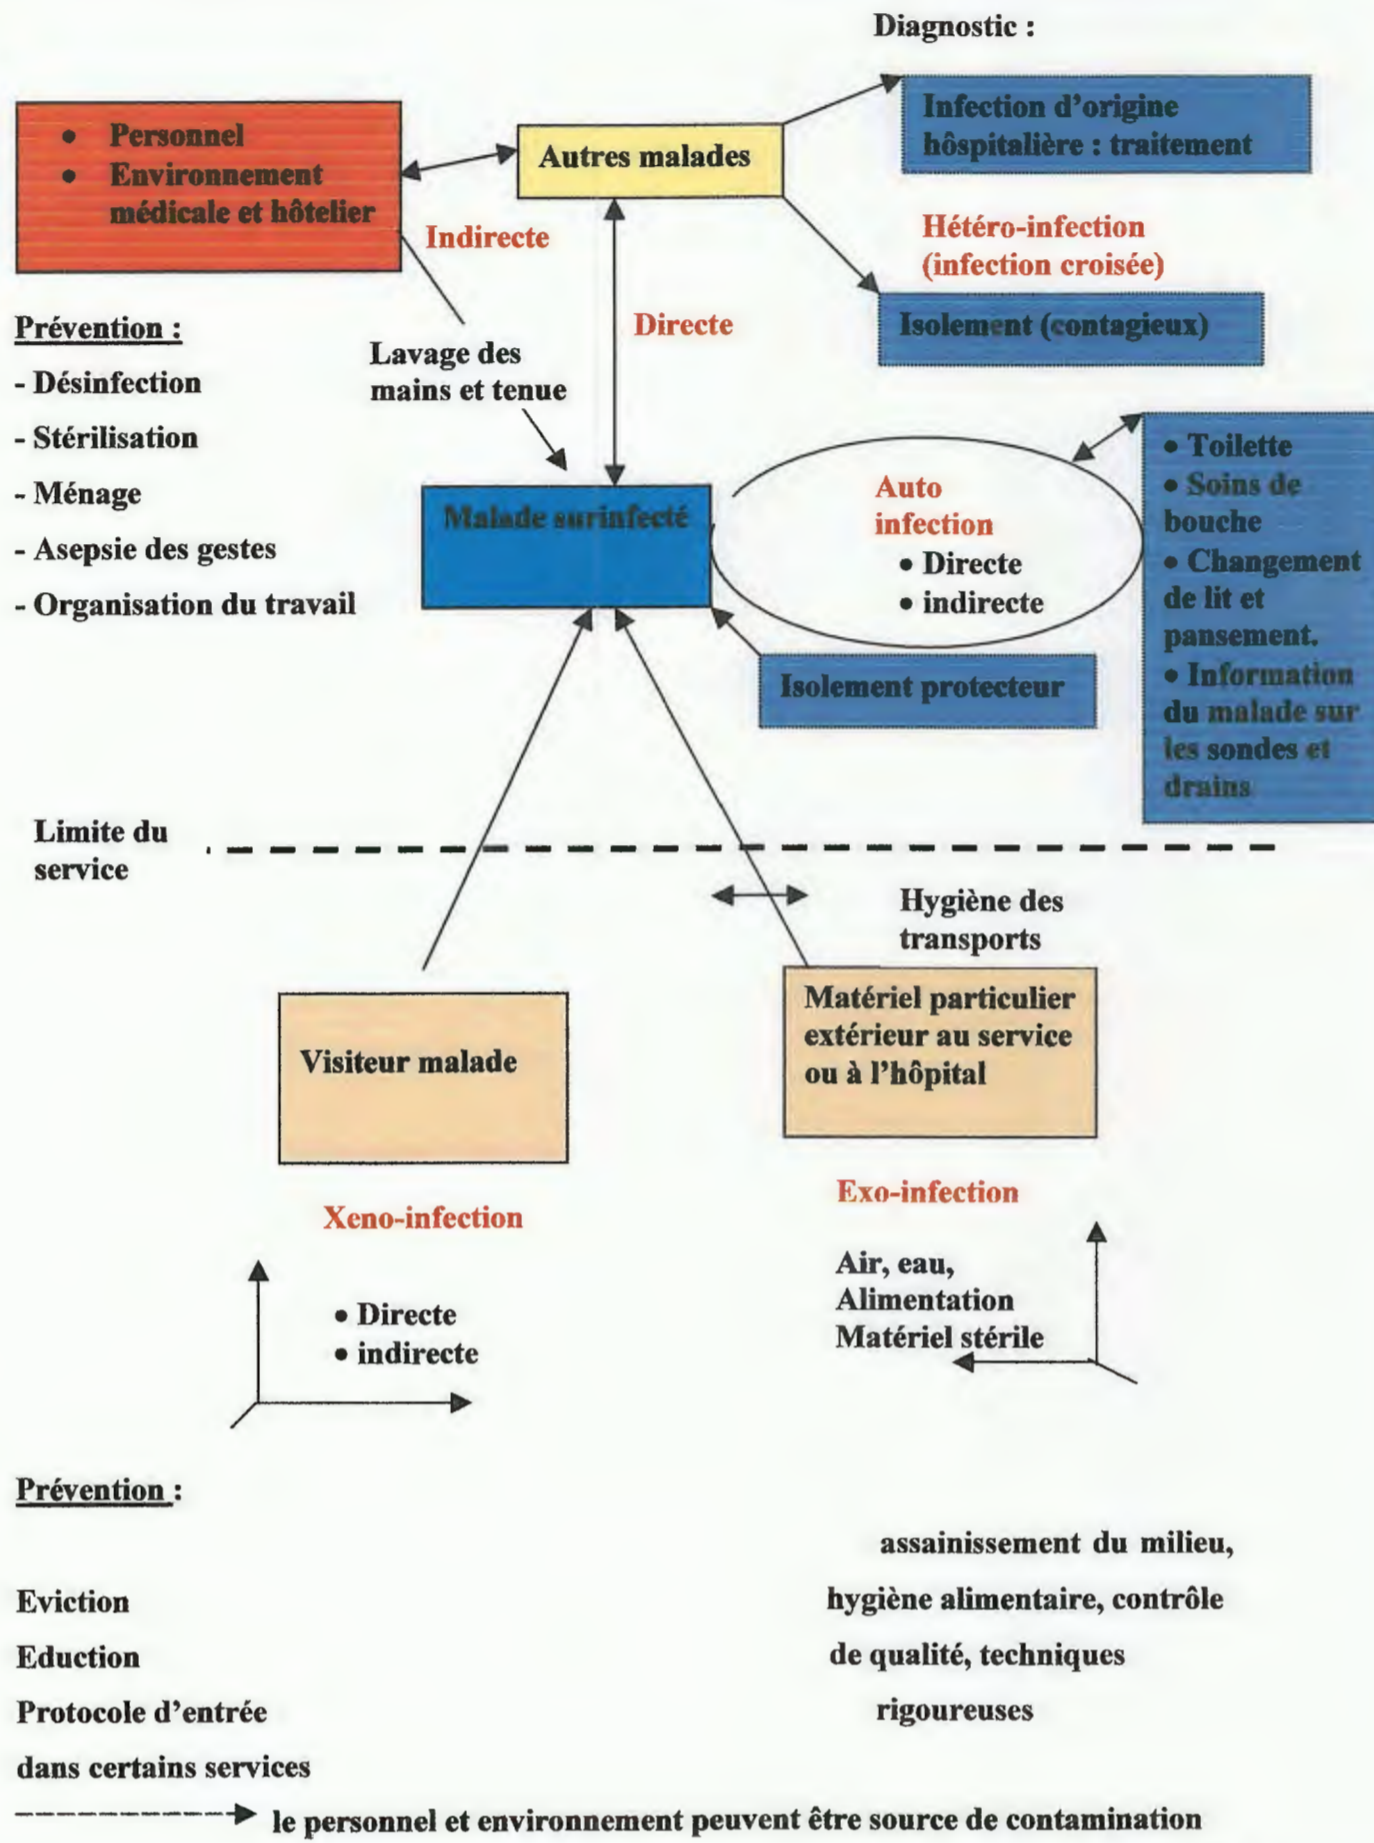 Diagnostic :
• Personnel
• Environnement
médicale et hôtelier
Autres malades
Infection d'origine
hôspitalière : traitement
Indirecte
Hétéro-infection
(infection croisée)
Directe
Isolement (contagieux)
Prévention :
- Désinfection
- Stérilisation
- Ménage
- Asepsie des gestes
- Organisation du travail
Lavage des
mains et tenue
Malade surinfecté
Auto
infection
• Directe
• indirecte
• Toilette
• Soins de
bouche
• Changement
de lit et
pansement.
• Information
du malade sur
les sondes et
drains
Isolement protecteur
Limite du
service
Hygiène des
transports
Visiteur malade
Matériel particulier
extérieur au service
ou à l'hôpital
Xeno-infection
• Directe
• indirecte
Exo-infection
Air, eau,
Alimentation
Matériel stérile
Prévention :
Eviction
Eduction
Protocole d'entrée
dans certains services
assainissement du milieu,
hygiène alimentaire, contrôle
de qualité, techniques
rigoureuses
le personnel et environnement peuvent être source de contamination